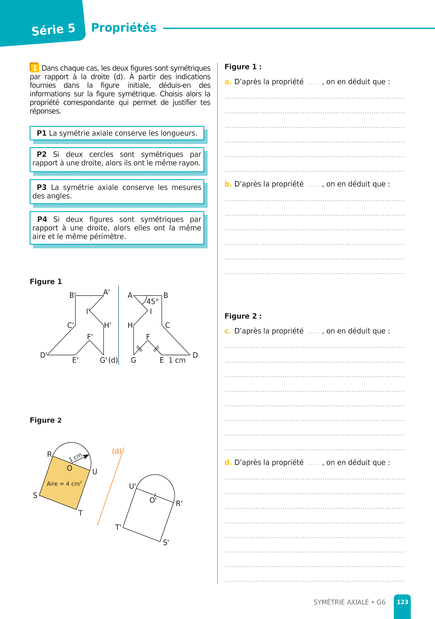 Série 5
Propriétés
1 Dans chaque cas, les deux figures sont symétriques
par rapport à la droite (d). À partir des indications
fournies dans la figure initiale, déduis-en des
informations sur la figure symétrique. Choisis alors la
propriété correspondante qui permet de justifier tes
réponses.
P1 La symétrie axiale conserve les longueurs.
P2 Si deux cercles sont symétriques par
rapport à une droite, alors ils ont le même rayon.
P3 La symétrie axiale conserve les mesures
des angles.
P4 Si deux figures sont symétriques par
rapport à une droite, alors elles ont la même
aire et le même périmètre.
Figure 1
B' A' A B
45°
I' I
C' H' H C
F' F
D' E' G' (d) G E 1 cm D
Figure 2
R 1 cm (d)
O U
Aire = 4 cm²
S T
U' O' R'
T' S'
Figure 1 :
a. D'après la propriété ...... , on en déduit que :
b. D'après la propriété ...... , on en déduit que :
Figure 2 :
c. D'après la propriété ...... , on en déduit que :
d. D'après la propriété ...... , on en déduit que :
SYMÉTRIE AXIALE • G6 123